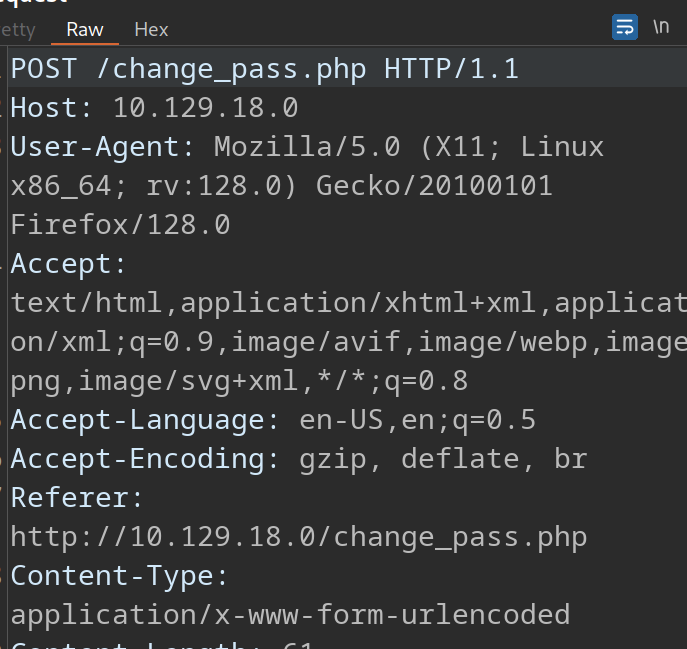 Raw
Hex
\n
POST /change_pass.php HTTP/1.1
Host: 10.129.18.0
User-Agent: Mozilla/5.0 (X11; Linux
x86_64; rv:128.0) Gecko/20100101
Firefox/128.0
Accept:
text/html,application/xhtml+xml,applicat
on/xml;q=0.9,image/avif,image/webp,image
png,image/svg+xml,*/*;q=0.8
Accept-Language: en-US,en;q=0.5
Accept-Encoding: gzip, deflate, br
Referer:
http://10.129.18.0/change_pass.php
Content-Type:
application/x-www-form-urlencoded
Content-Length: 61